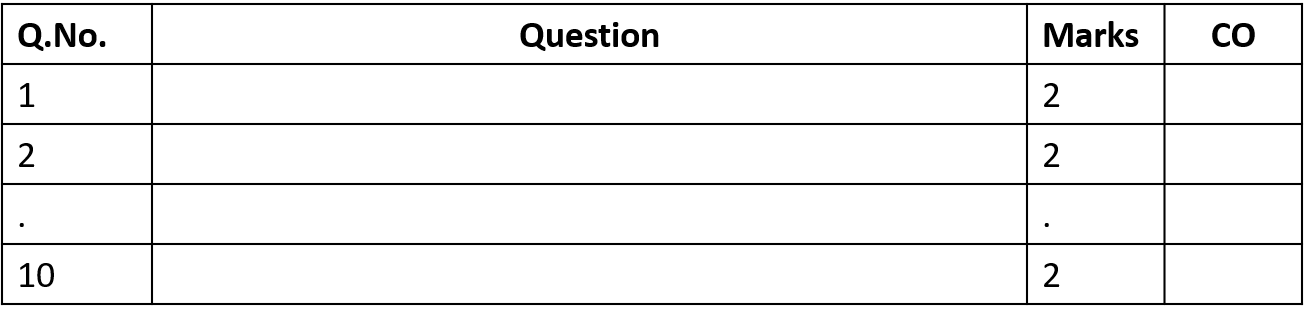 Q.No. Question Marks CO
1 2
2 2
. .
10 2